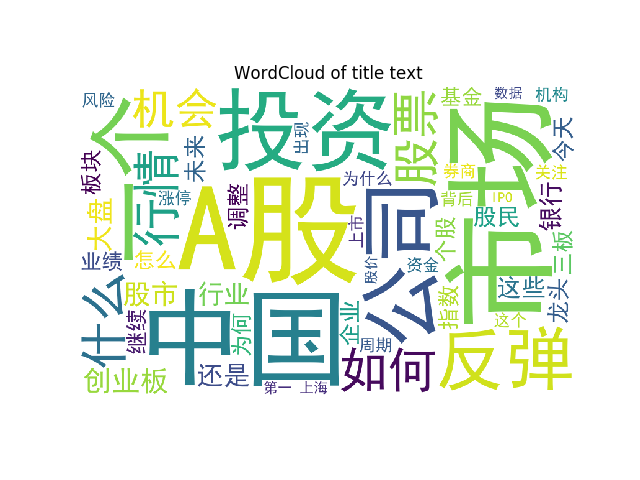 WordCloud of title text
风险
一个
机会
投资
出现
股票
基金
数据
机构
市场
今天
板块
行情
未来
涨停
调整
A股
为什么
上市
公司
券商
背后
IPO
关注
银行
股民
个股
大盘
业绩
怎么
股价
资金
三板
什么
股市
行业
中国
企业
指数
这些
这个
龙头
继续
为何
周期
创业板
还是
第一
上海
如何
反弹